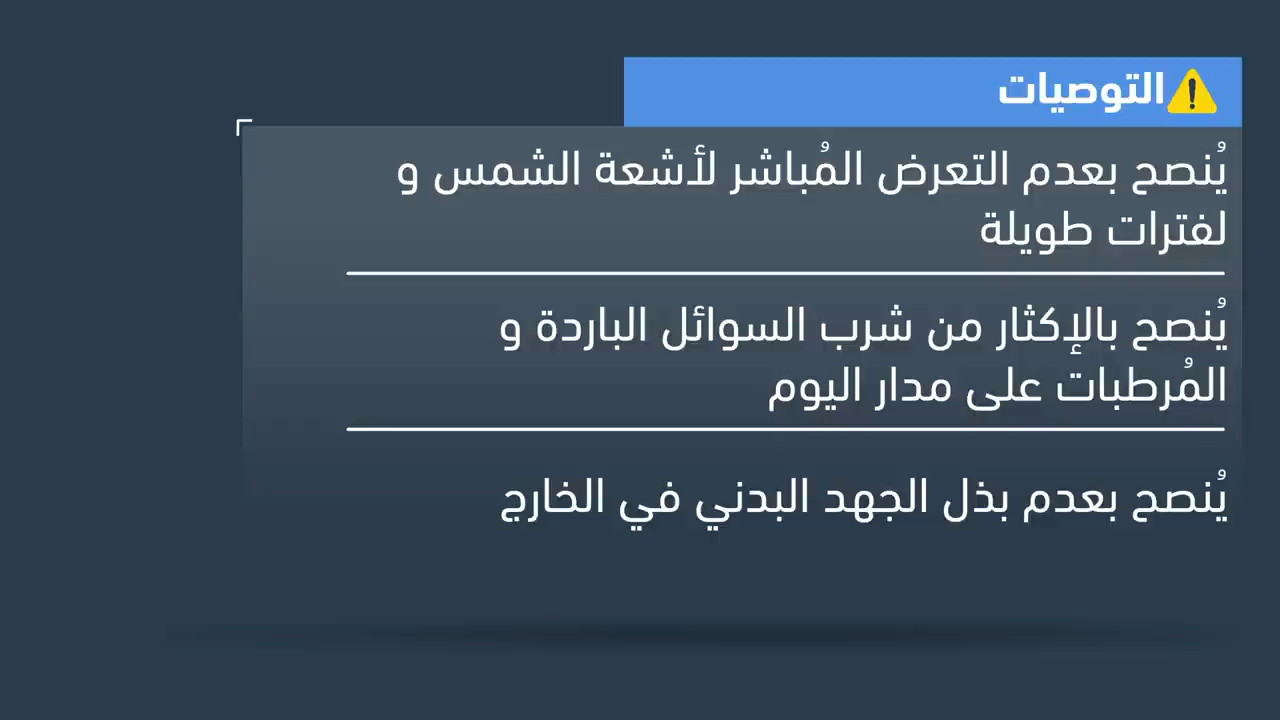 ⚠️التوصيات
يُنصح بعدم التعرض المُباشر لأشعة الشمس و
لفترات طويلة
يُنصح بالإكثار من شرب السوائل الباردة و
المُرطبات على مدار اليوم
يُنصح بعدم بذل الجهد البدني في الخارج